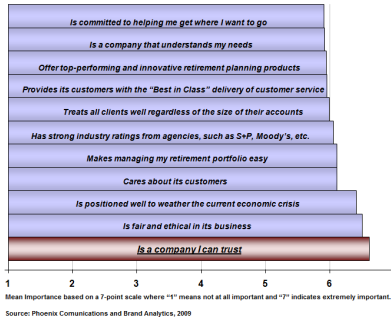 Is committed to helping me get where I want to go
Is a company that understands my needs
Offer top-performing and innovative retirement planning products
Provides its customers with the “Best in Class” delivery of customer service
Treats all clients well regardless of the size of their accounts
Has strong industry ratings from agencies, such as S+P, Moody’s, etc.
Makes managing my retirement portfolio easy
Cares about its customers
Is positioned well to weather the current economic crisis
Is fair and ethical in its business
Is a company I can trust
1 2 3 4 5 6
Mean Importance based on a 7-point scale where “1” means not at all important and “7” indicates extremely important.
Source: Phoenix Comunications and Brand Analytics, 2009